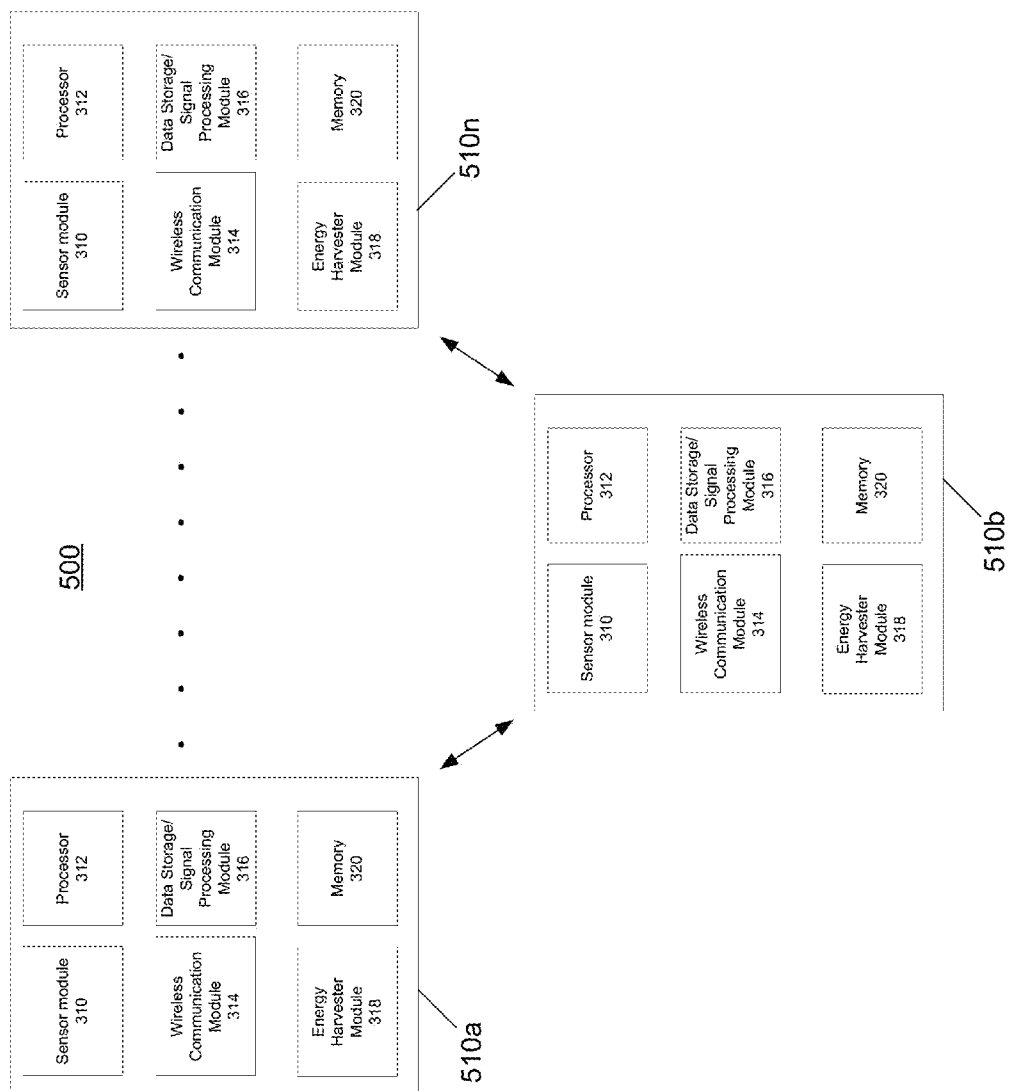 500
Sensor module
310
Processor
312
Wireless
Communication
Module
314
Data Storage/
Signal
Processing
Module
316
Energy
Harvester
Module
318
Memory
320
510a
Sensor module
310
Processor
312
Wireless
Communication
Module
314
Data Storage/
Signal
Processing
Module
316
Energy
Harvester
Module
318
Memory
320
510b
Sensor module
310
Processor
312
Wireless
Communication
Module
314
Data Storage/
Signal
Processing
Module
316
Energy
Harvester
Module
318
Memory
320
510n